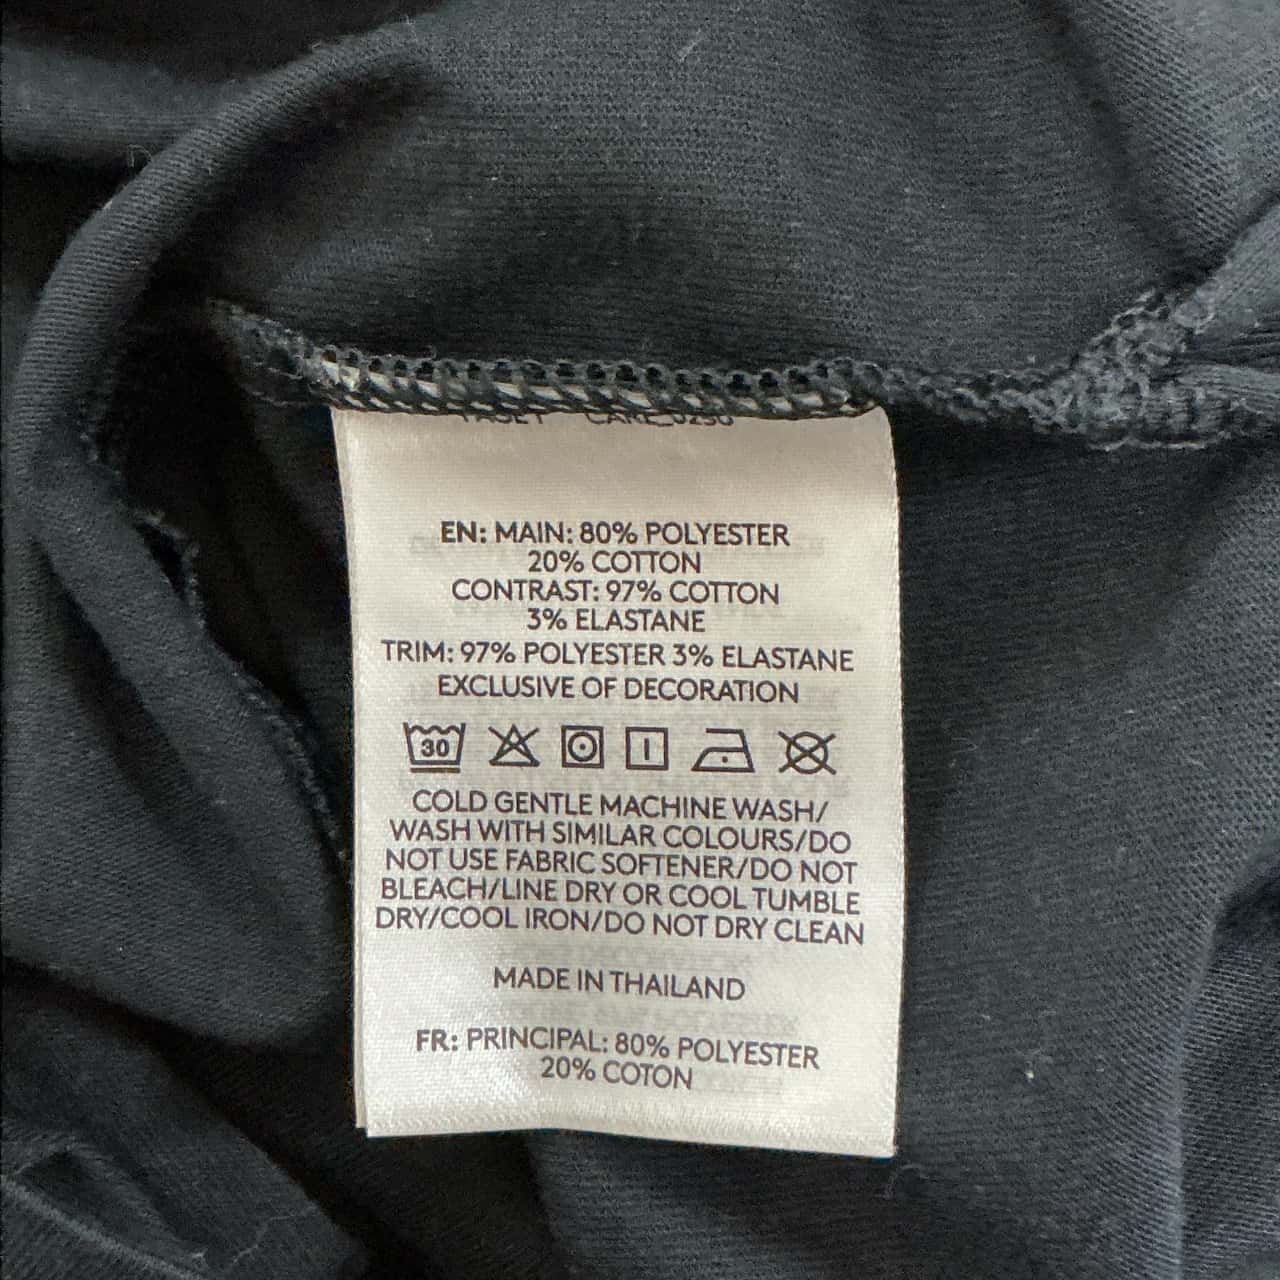 EN: MAIN: 80% POLYESTER
20% COTTON
CONTRAST: 97% COTTON
3% ELASTANE
TRIM: 97% POLYESTER 3% ELASTANE
EXCLUSIVE OF DECORATION
30
COLD GENTLE MACHINE WASH/
WASH WITH SIMILAR COLOURS/DO
NOT USE FABRIC SOFTENER/DO NOT
BLEACH/LINE DRY OR COOL TUMBLE
DRY/COOL IRON/DO NOT DRY CLEAN
MADE IN THAILAND
FR: PRINCIPAL: 80% POLYESTER
20% COTON